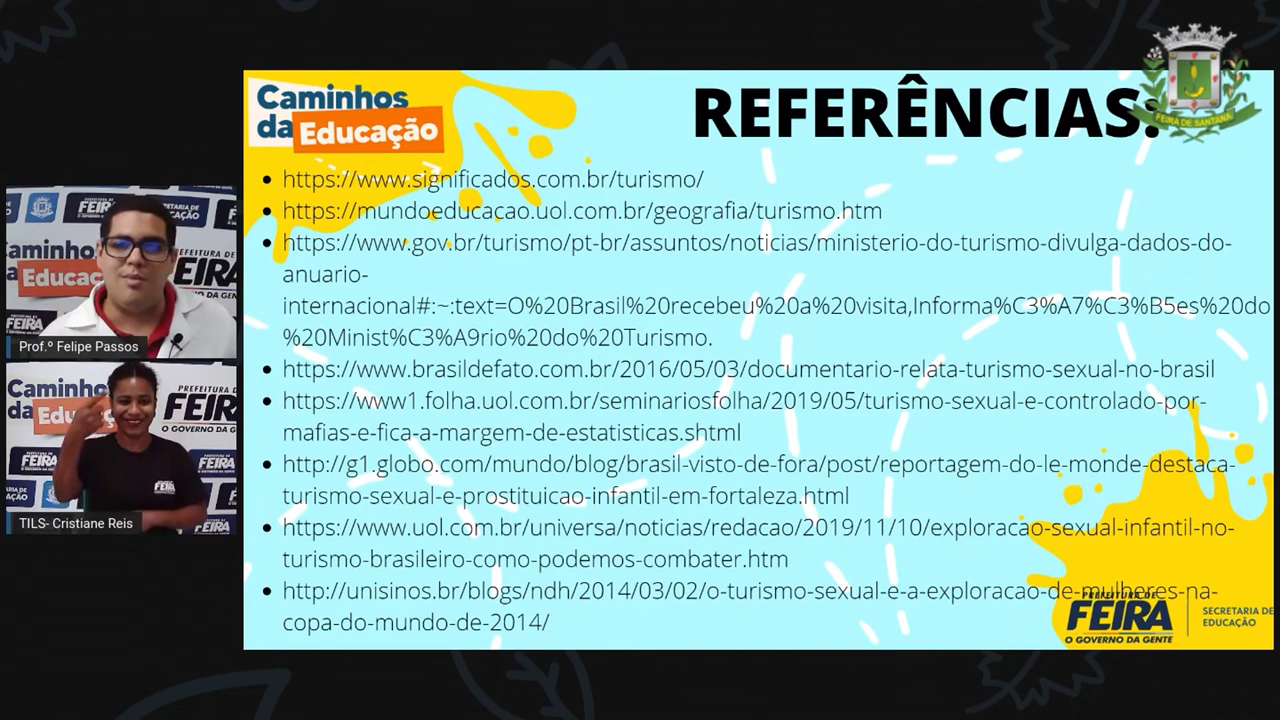 Caminhos
da Educação
REFERÊNCIAS:
FEIRA DE SANTANA
https://www.significados.com.br/turismo/
https://mundoeducacao.uol.com.br/geografia/turismo.htm
https://www.gov.br/turismo/pt-br/assuntos/noticias/ministerio-do-turismo-divulga-dados-do-
anuario-
internacional#:~:text=O%20Brasil%20recebeu%20a%20visita,Informa%C3%A7%C3%B5es%20do
%20Minist%C3%A9rio%20do%20Turismo.
https://www.brasildefato.com.br/2016/05/03/documentario-relata-turismo-sexual-no-brasil
https://www1.folha.uol.com.br/seminariosfolha/2019/05/turismo-sexual-e-controlado-por-
mafias-e-fica-a-margem-de-estatisticas.shtml
http://g1.globo.com/mundo/blog/brasil-visto-de-fora/post/reportagem-do-le-monde-destaca-
turismo-sexual-e-prostituicao-infantil-em-fortaleza.html
https://www.uol.com.br/universa/noticias/redacao/2019/11/10/exploracao-sexual-infantil-no-
turismo-brasileiro-como-podemos-combater.htm
http://unisinos.br/blogs/ndh/2014/03/02/o-turismo-sexual-e-a-exploracao-de-mulheres-na-
copa-do-mundo-de-2014/
PREFEITURA DE
FEIRA
O GOVERNO DA GENTE
SECRETARIA DE
EDUCAÇÃO
Prof.º Felipe Passos
TILS- Cristiane Reis